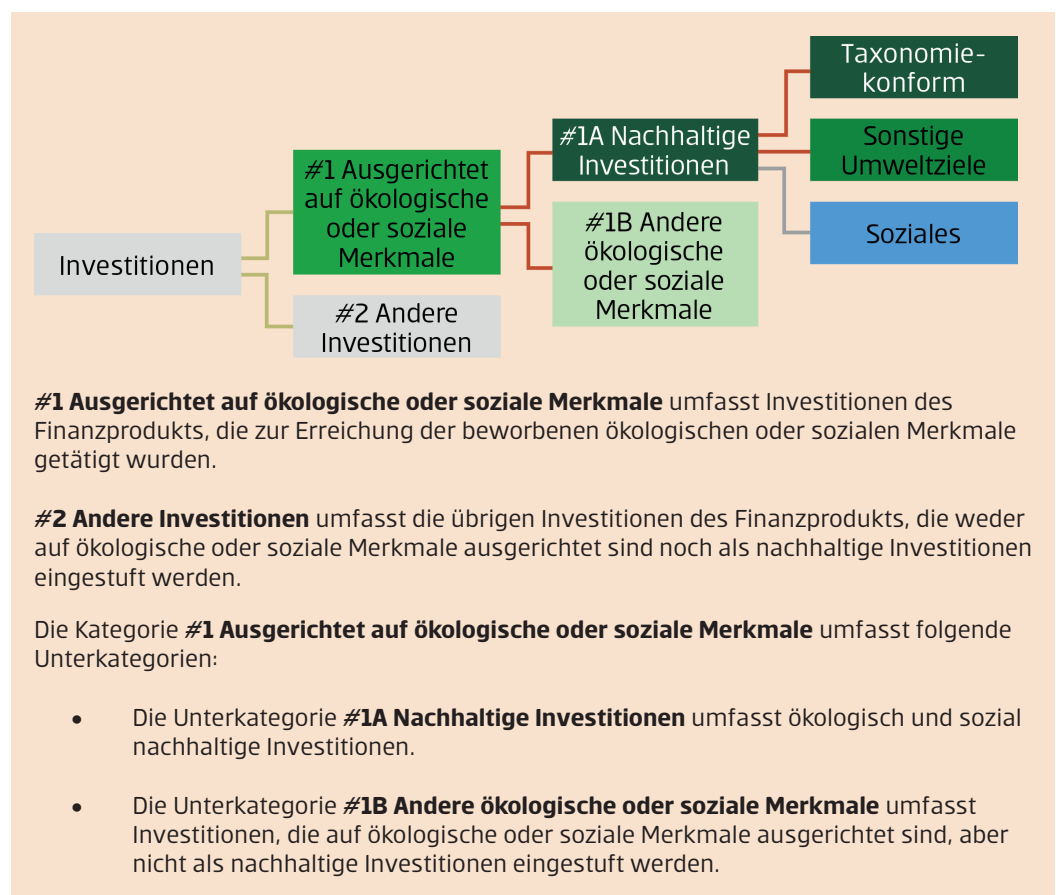 Taxonomie-
konform
#1A Nachhaltige
Investitionen
Sonstige
Umweltziele
#1 Ausgerichtet
auf ökologische
oder soziale
Merkmale
#1B Andere
ökologische
oder soziale
Merkmale
Soziales
Investitionen
#2 Andere
Investitionen
#1 Ausgerichtet auf ökologische oder soziale Merkmale umfasst Investitionen des
Finanzprodukts, die zur Erreichung der beworbenen ökologischen oder sozialen Merkmale
getätigt wurden.
#2 Andere Investitionen umfasst die übrigen Investitionen des Finanzprodukts, die weder
auf ökologische oder soziale Merkmale ausgerichtet sind noch als nachhaltige Investitionen
eingestuft werden.
Die Kategorie #1 Ausgerichtet auf ökologische oder soziale Merkmale umfasst folgende
Unterkategorien:
• Die Unterkategorie #1A Nachhaltige Investitionen umfasst ökologisch und sozial
nachhaltige Investitionen.
• Die Unterkategorie #1B Andere ökologische oder soziale Merkmale umfasst
Investitionen, die auf ökologische oder soziale Merkmale ausgerichtet sind, aber
nicht als nachhaltige Investitionen eingestuft werden.